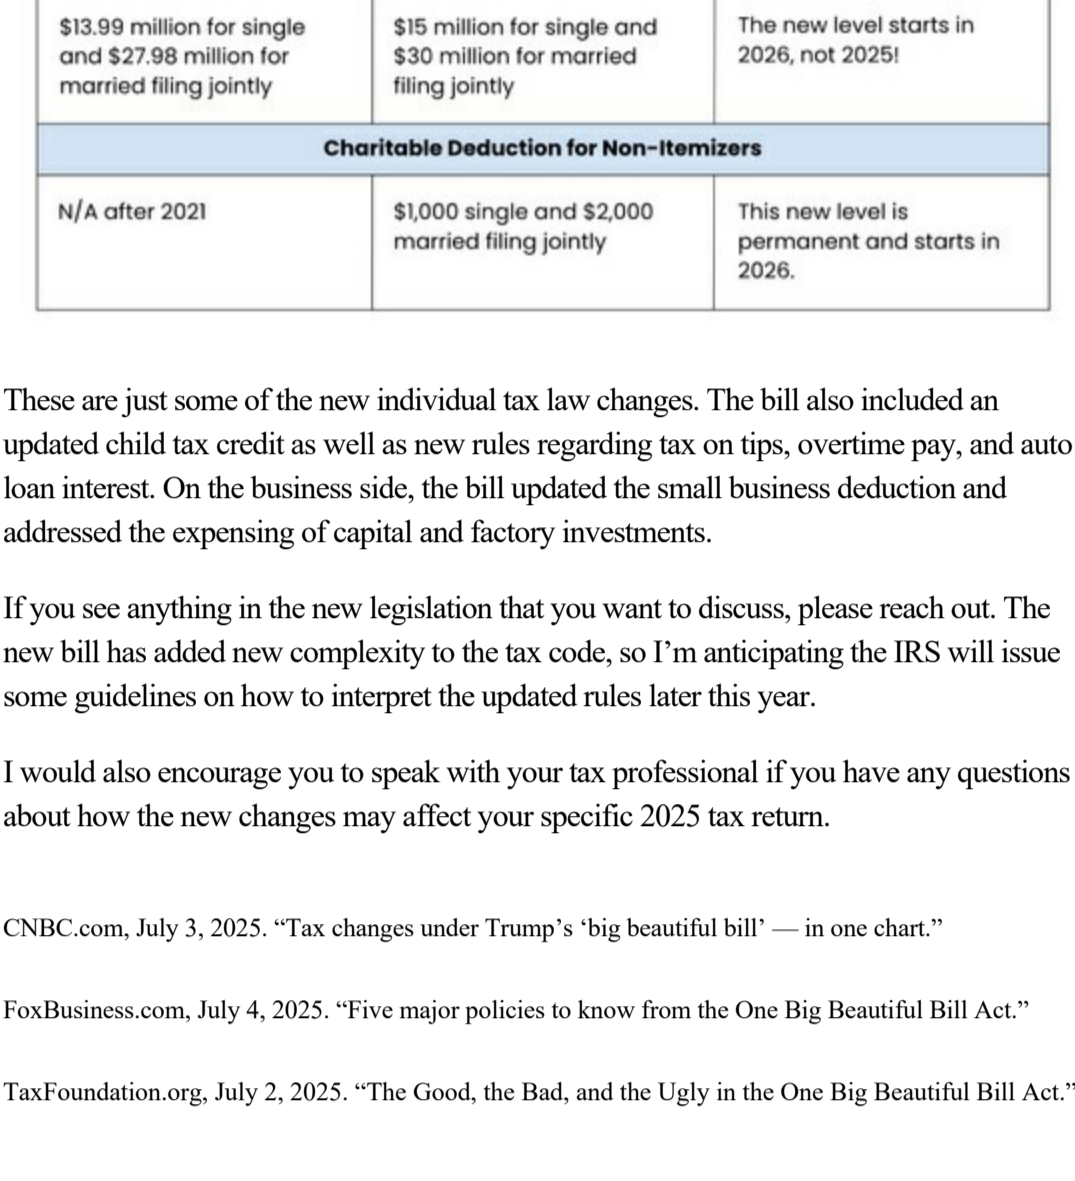 $13.99 million for single
and $27.98 million for
married filing jointly
$15 million for single and
$30 million for married
filing jointly
The new level starts in
2026, not 2025!
Charitable Deduction for Non-Itemizers
N/A after 2021
$1,000 single and $2,000
married filing jointly
This new level is
permanent and starts in
2026.
These are just some of the new individual tax law changes. The bill also included an
updated child tax credit as well as new rules regarding tax on tips, overtime pay, and auto
loan interest. On the business side, the bill updated the small business deduction and
addressed the expensing of capital and factory investments.
If you see anything in the new legislation that you want to discuss, please reach out. The
new bill has added new complexity to the tax code, so I’m anticipating the IRS will issue
some guidelines on how to interpret the updated rules later this year.
I would also encourage you to speak with your tax professional if you have any questions
about how the new changes may affect your specific 2025 tax return.
CNBC.com, July 3, 2025. “Tax changes under Trump’s ‘big beautiful bill’ — in one chart.”
FoxBusiness.com, July 4, 2025. “Five major policies to know from the One Big Beautiful Bill Act.”
TaxFoundation.org, July 2, 2025. “The Good, the Bad, and the Ugly in the One Big Beautiful Bill Act.”